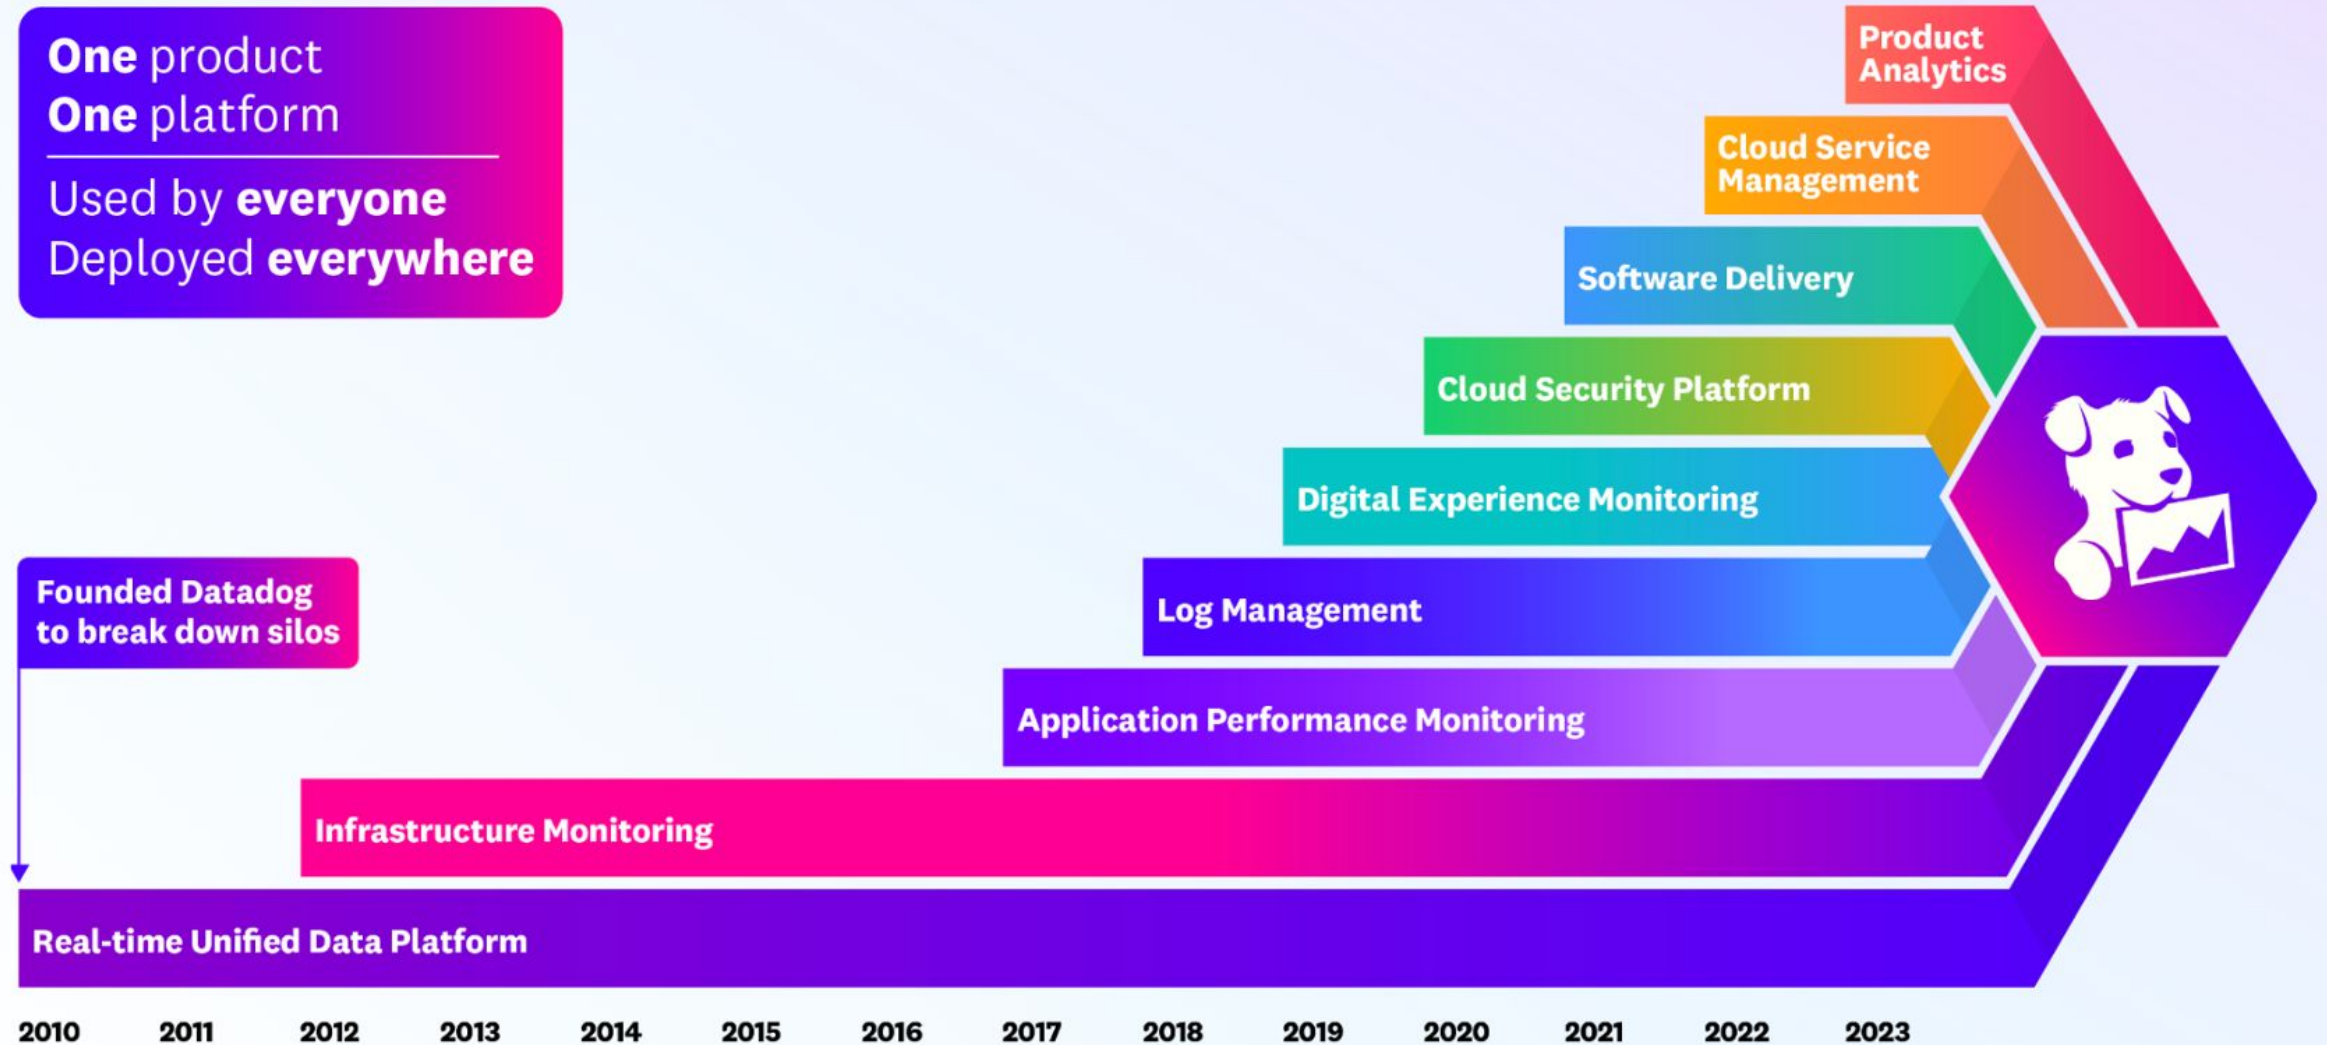 One product
One platform
Used by everyone
Deployed everywhere
Product
Analytics
Cloud Service
Management
Software Delivery
Cloud Security Platform
Digital Experience Monitoring
Founded Datadog
to break down silos
Log Management
Application Performance Monitoring
Infrastructure Monitoring
Real-time Unified Data Platform
2010 2011 2012 2013 2014 2015 2016 2017 2018 2019 2020 2021 2022 2023